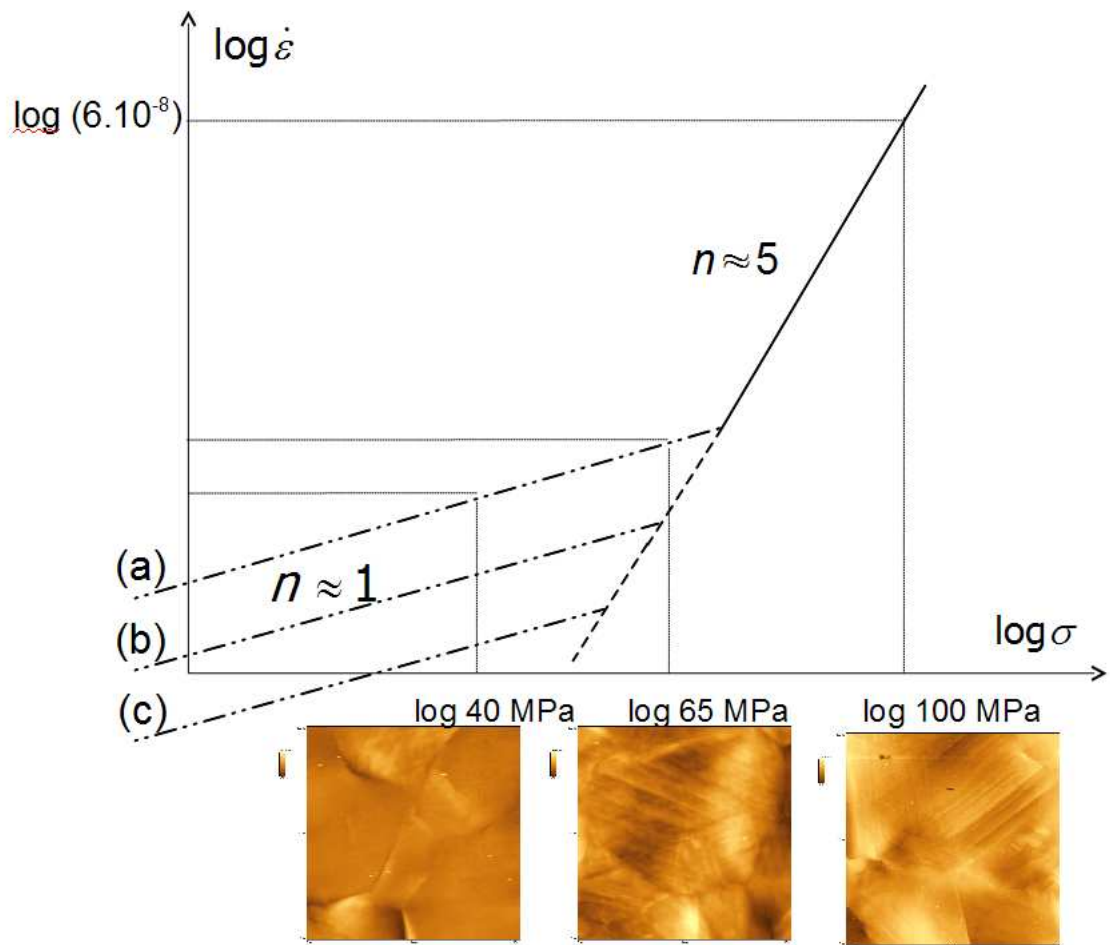 log ε̇
log (6.10⁻⁸)
n ≈ 5
(a)
n ≈ 1
(b)
log σ
(c)
log 40 MPa
log 65 MPa
log 100 MPa